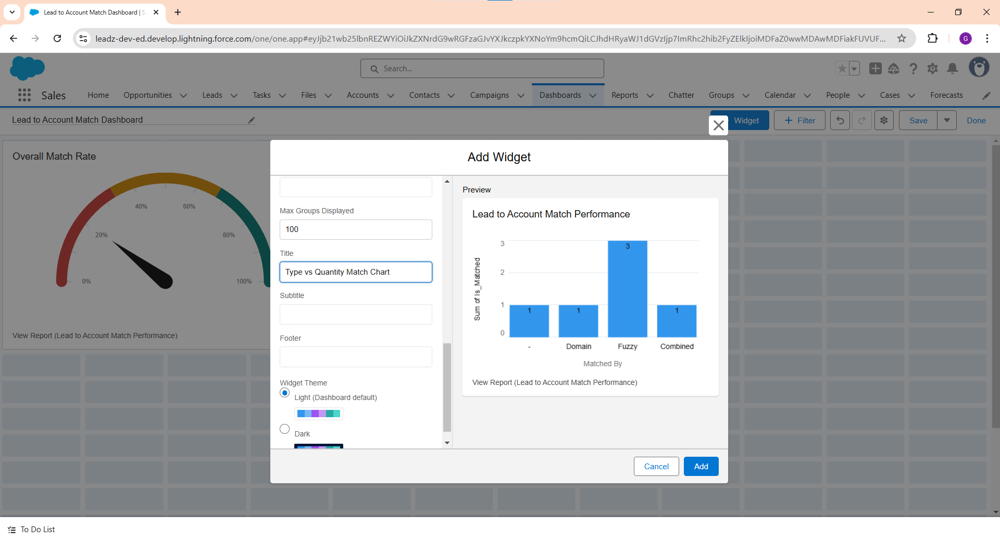 Lead to Account Match Dashboard | S
leadz-dev-ed.develop.lightning.force.com/one/one.app#eyJjb21wb25lbnREZWYiOiJkZXNrdG9wRGFzaGJvYXJkczpkYXNoYm9hcmQiLCJhdHRyaWJ1dGVzIjp7ImRhc2hib2FyZElkIjoiMDFaZ0wwMDAwMDFiakFUVUF...
G
Search...
Sales
Home
Opportunities
Leads
Tasks
Files
Accounts
Contacts
Campaigns
Dashboards
Reports
Chatter
Groups
Calendar
People
Cases
Forecasts
Lead to Account Match Dashboard
Widget
+ Filter
Save
Done
Overall Match Rate
0%
20%
40%
60%
80%
100%
View Report (Lead to Account Match Performance)
Add Widget
Max Groups Displayed
100
Title
Type vs Quantity Match Chart
Subtitle
Footer
Widget Theme
Light (Dashboard default)
Dark
Preview
Lead to Account Match Performance
Sum of Is_Matched
3
2
1
0
1
1
3
1
-
Domain
Fuzzy
Combined
Matched By
View Report (Lead to Account Match Performance)
Cancel
Add
To Do List